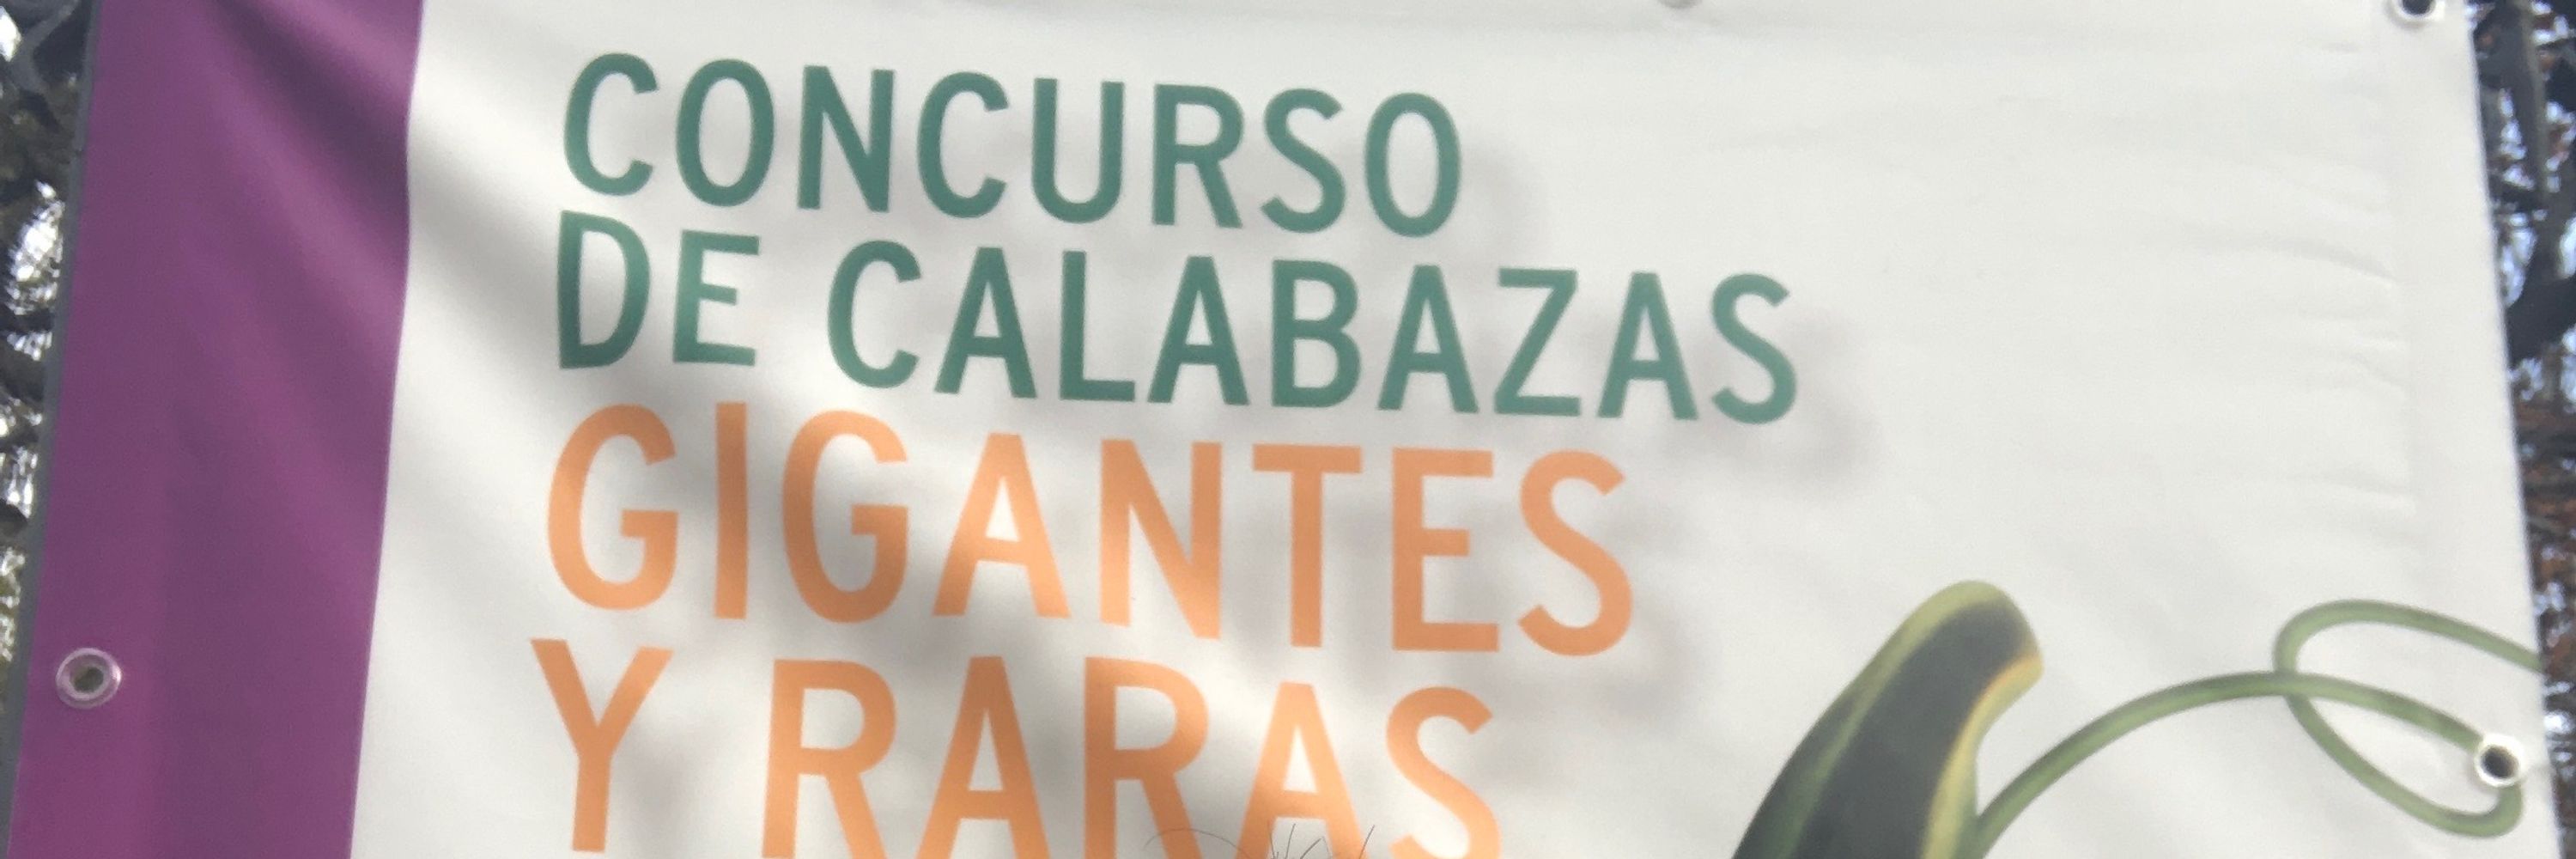 CONCURSO
DE CALABAZAS
GIGANTES
Y RARAS